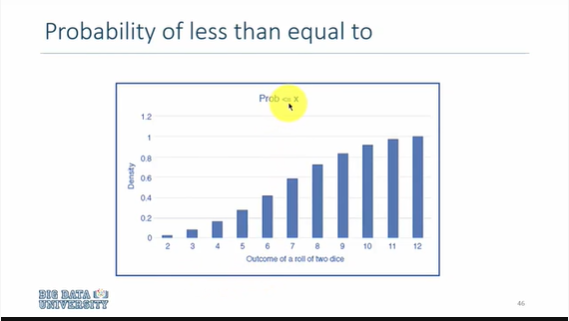 Probability of less than equal to
Prob <= x
1.2
1
0.8
0.6
0.4
0.2
0
Density
2 3 4 5 6 7 8 9 10 11 12
Outcome of a roll of two dice
BIG DATA
UNIVERSITY
46